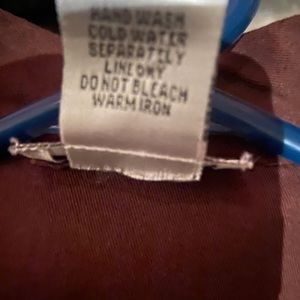 HAND WASH
COLD WATER
SEPARATELY
LINE DRY
DO NOT BLEACH
WARM IRON